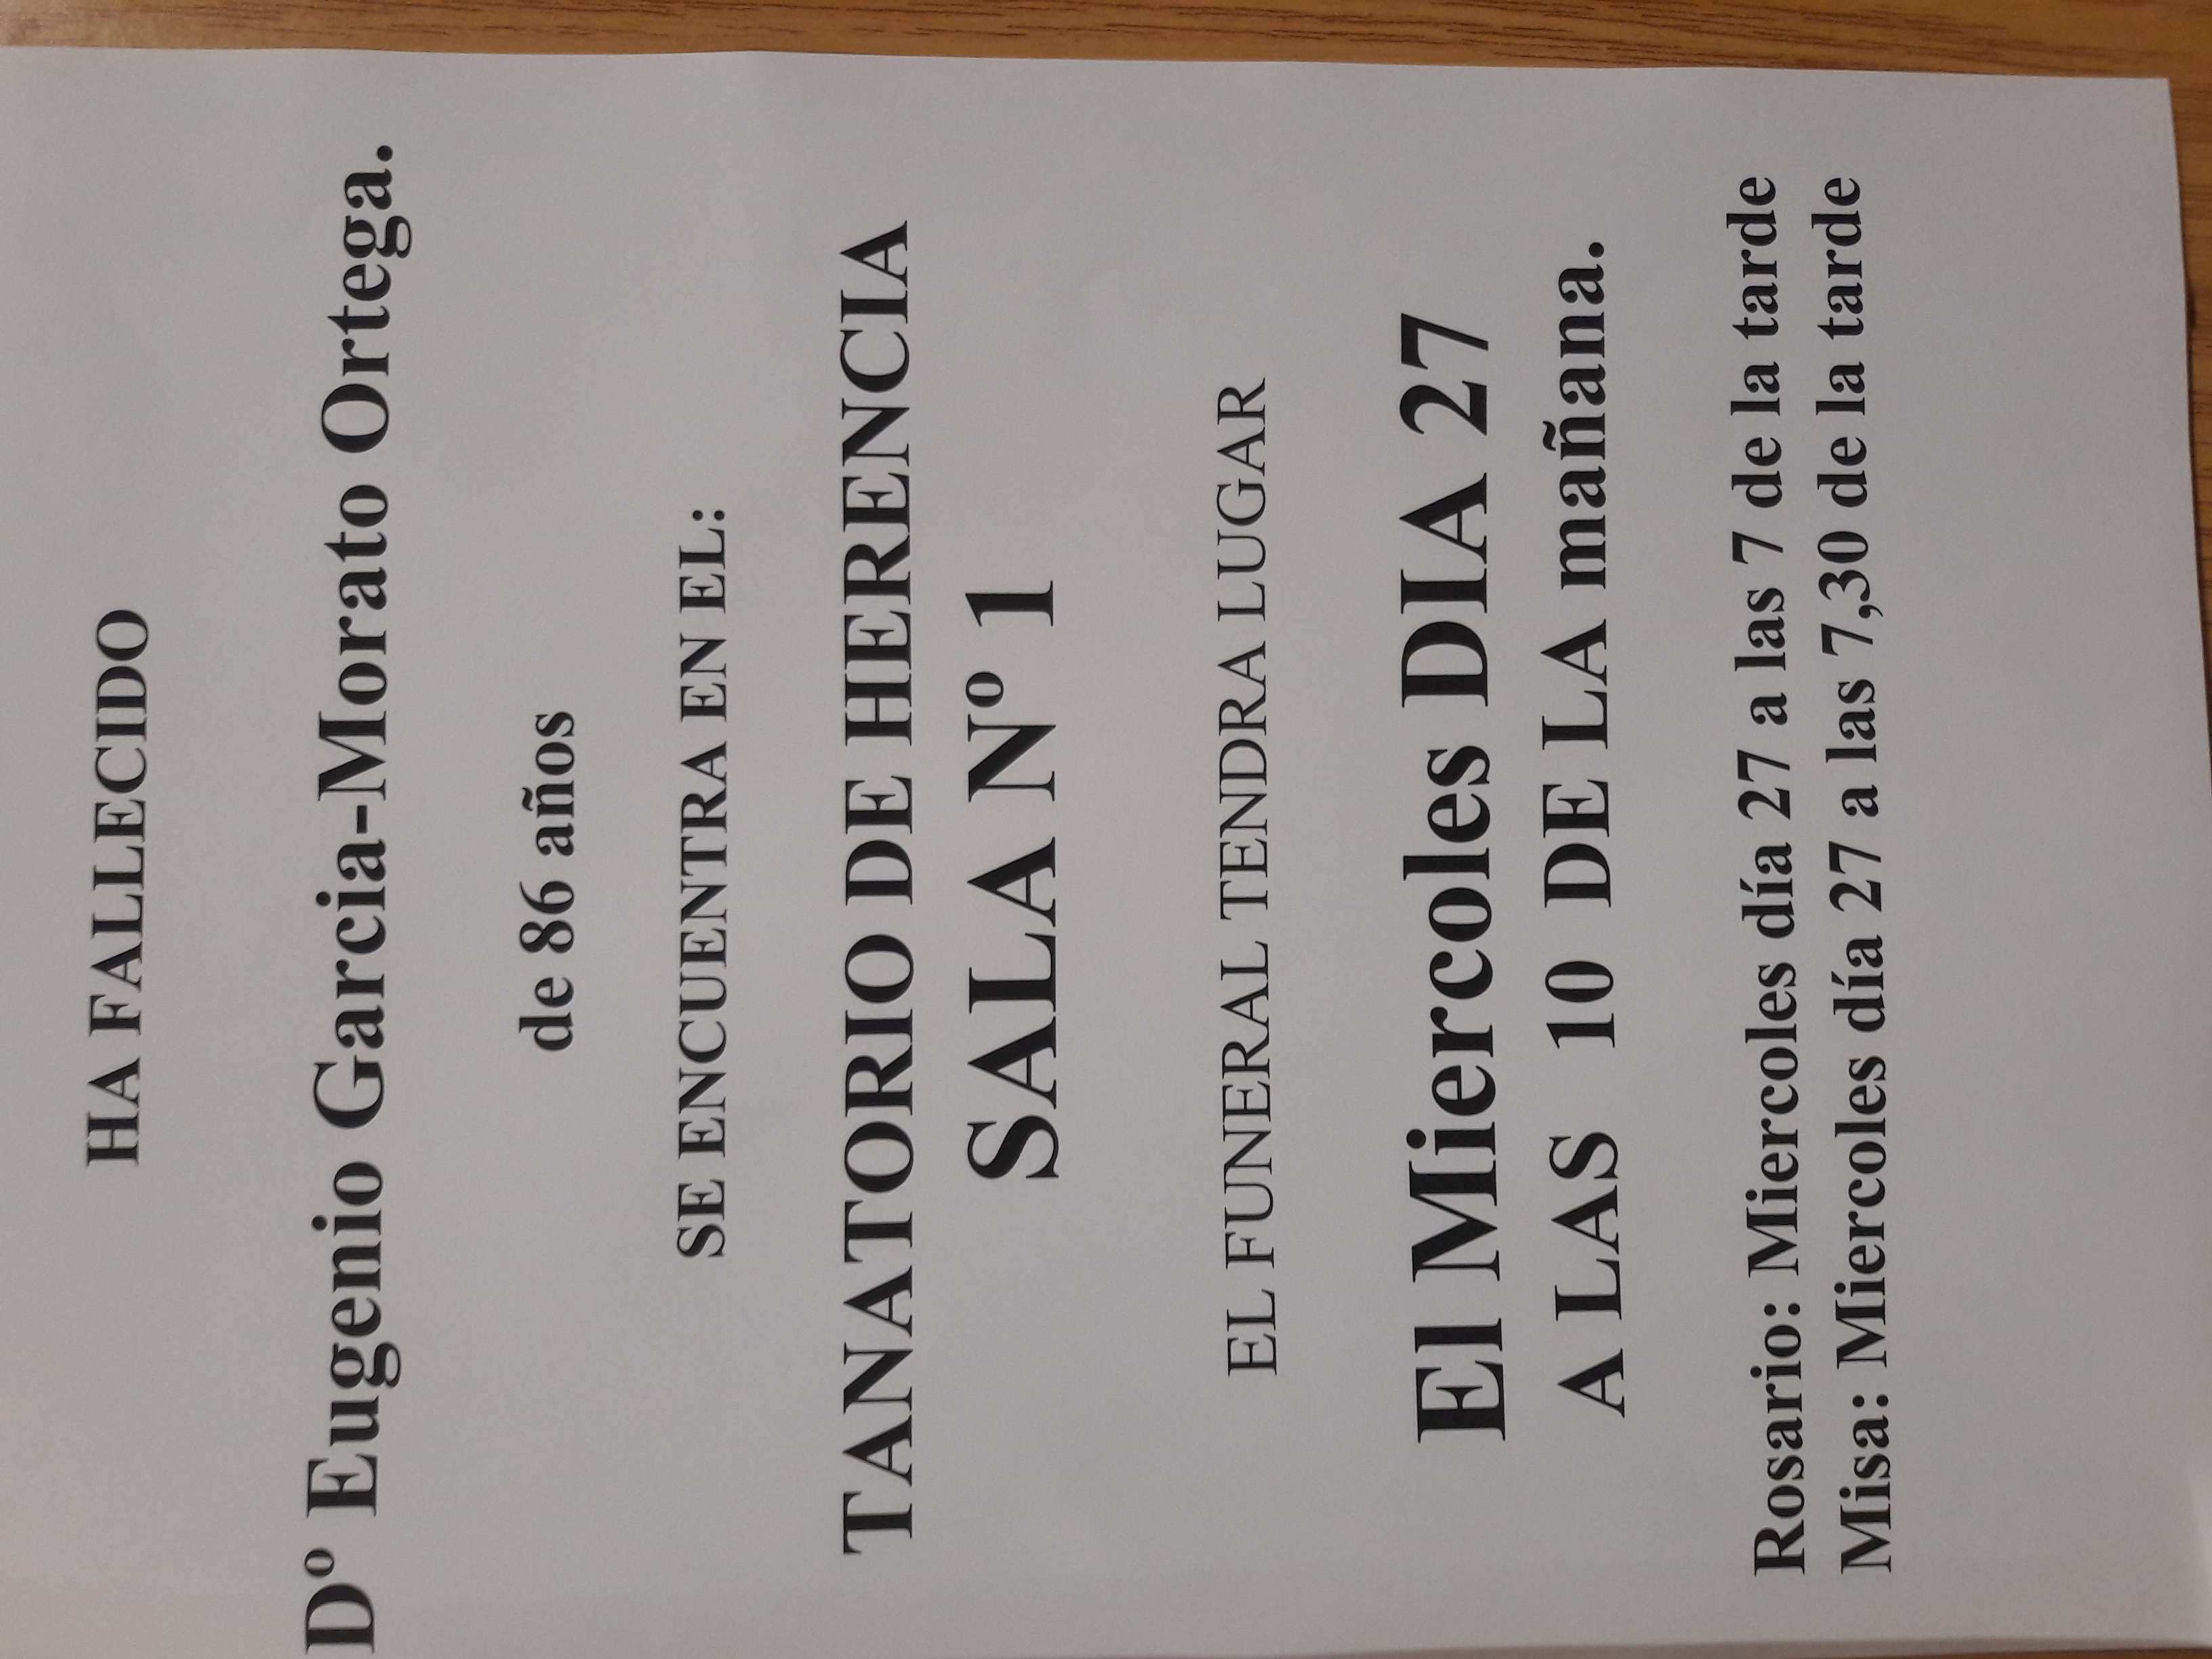 HA FALLECIDO
Dº Eugenio Garcia-Morato Ortega.
de 86 años
SE ENCUENTRA EN EL:
TANATORIO DE HERENCIA
SALA Nº 1
EL FUNERAL TENDRA LUGAR
El Miercoles DIA 27
A LAS 10 DE LA mañana.
Rosario: Miercoles día 27 a las 7 de la tarde
Misa: Miercoles día 27 a las 7,30 de la tarde